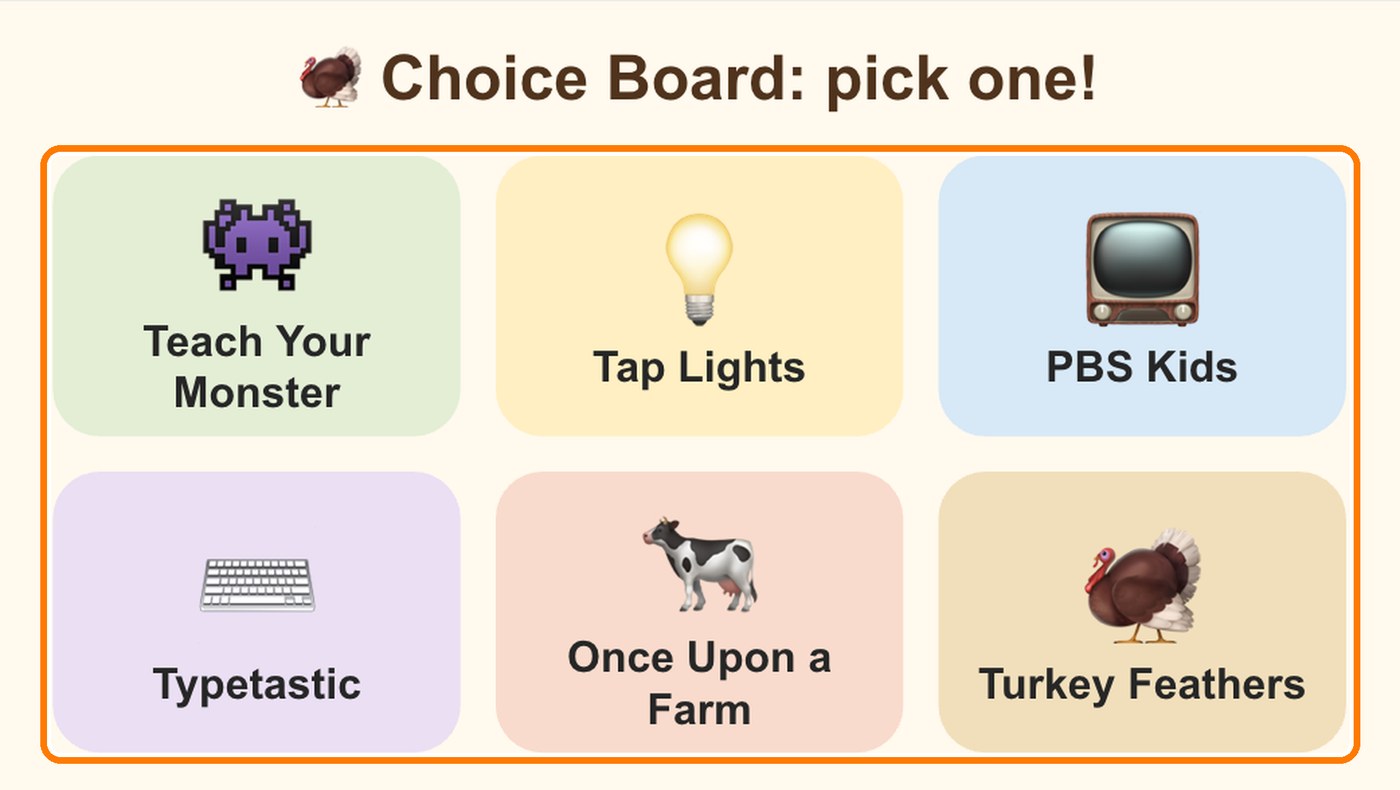 Choice Board: pick one!
Teach Your
Monster
Tap Lights
PBS Kids
Typetastic
Once Upon a
Farm
Turkey Feathers